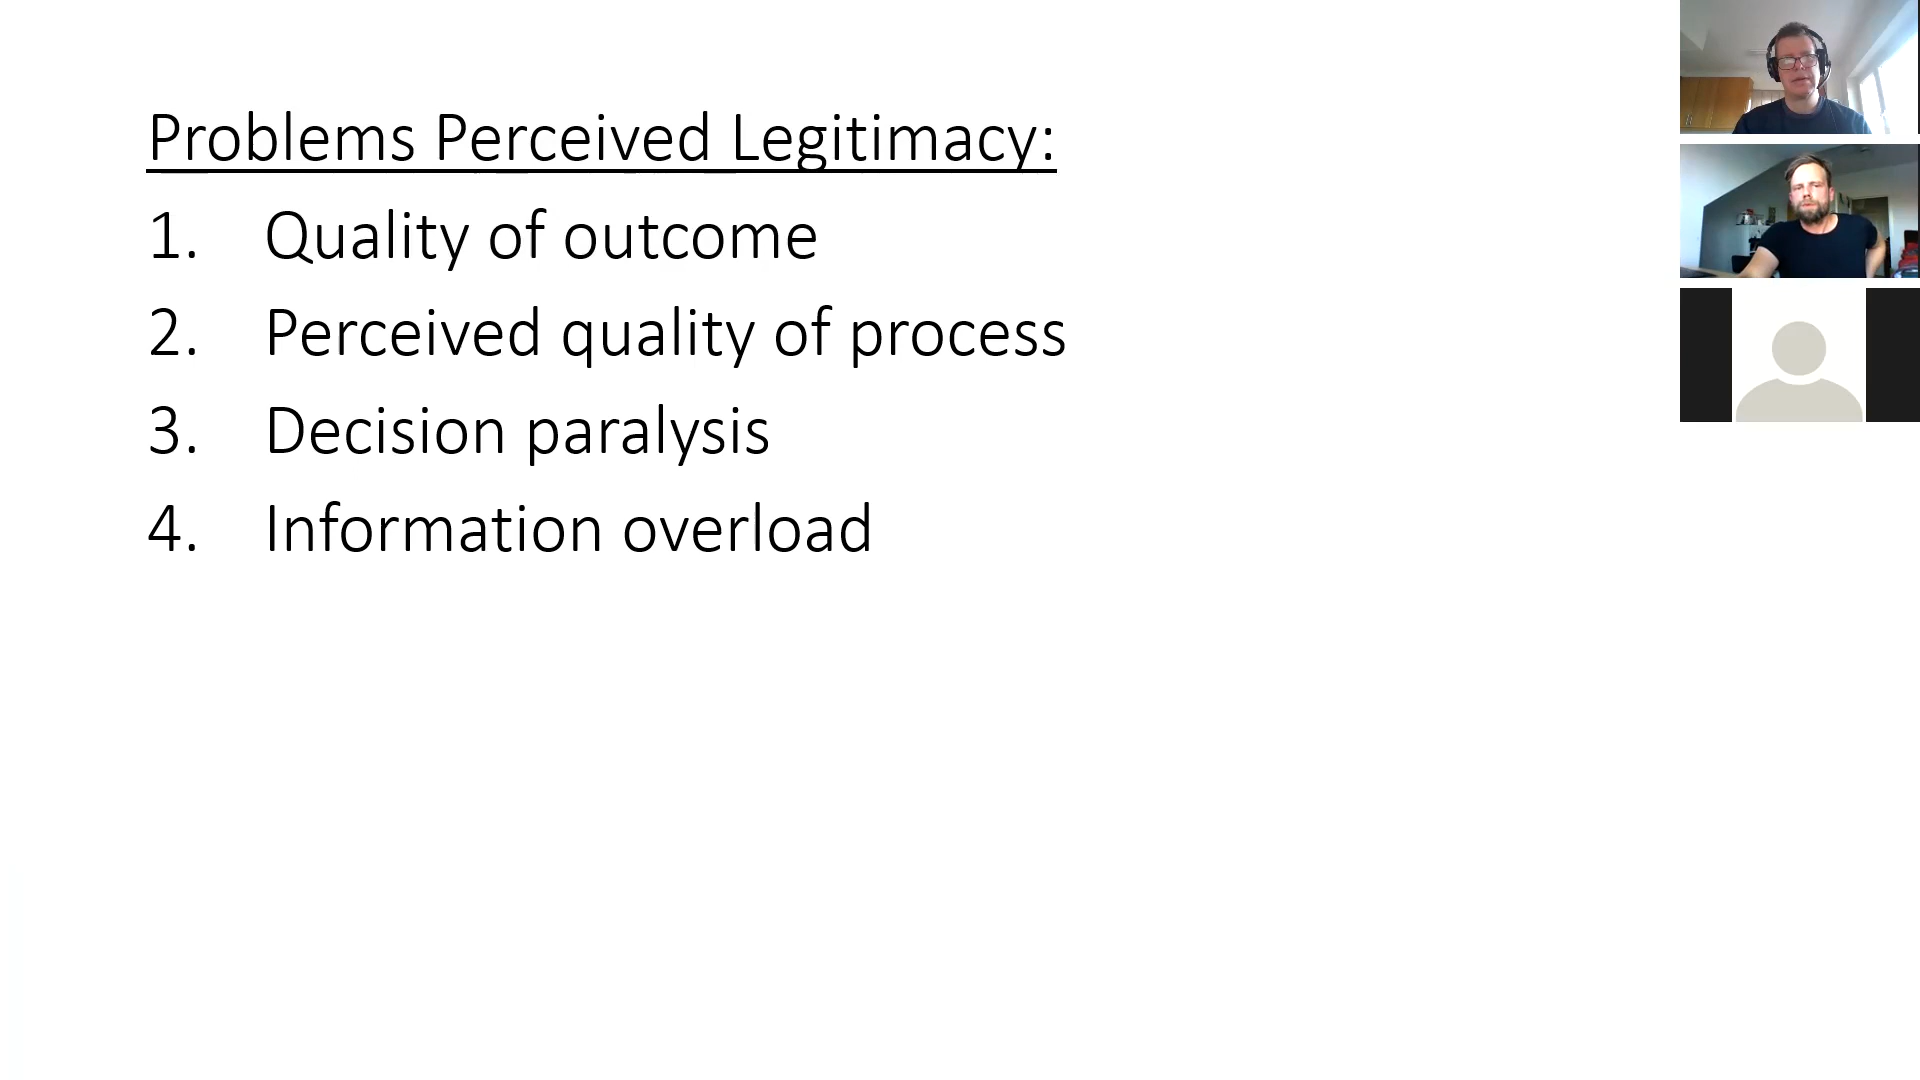 Problems Perceived Legitimacy:
1. Quality of outcome
2. Perceived quality of process
3. Decision paralysis
4. Information overload